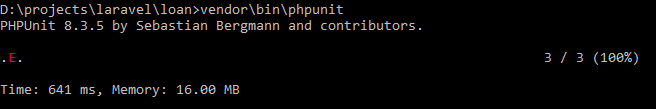 D:\projects\laravel\loan>vendor\bin\phpunit
PHPUnit 8.3.5 by Sebastian Bergmann and contributors.
.E. 3 / 3 (100%)
Time: 641 ms, Memory: 16.00 MB